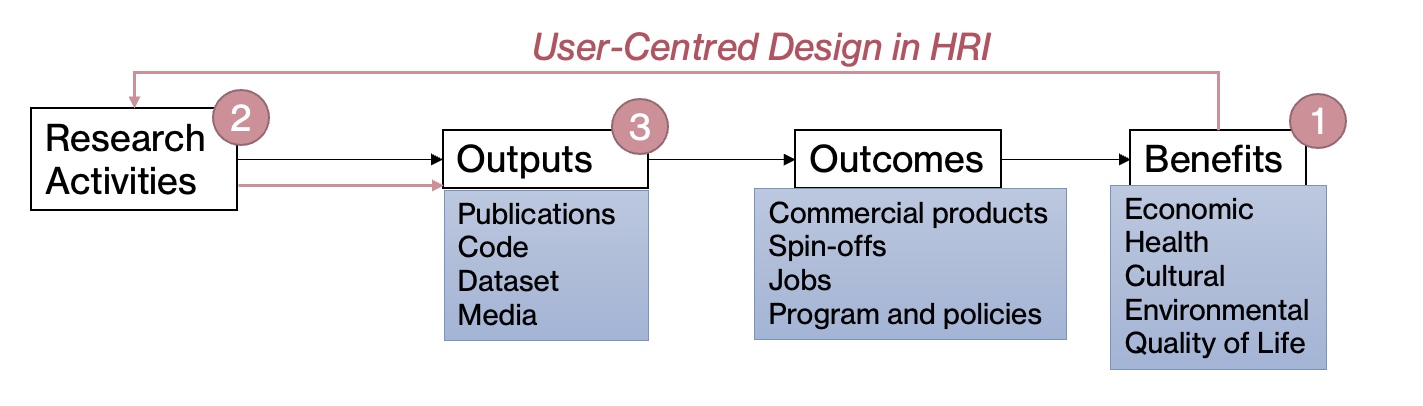 User-Centred Design in HRI
Research
Activities
2
Outputs
3
Publications
Code
Dataset
Media
Outcomes
Commercial products
Spin-offs
Jobs
Program and policies
Benefits
1
Economic
Health
Cultural
Environmental
Quality of Life